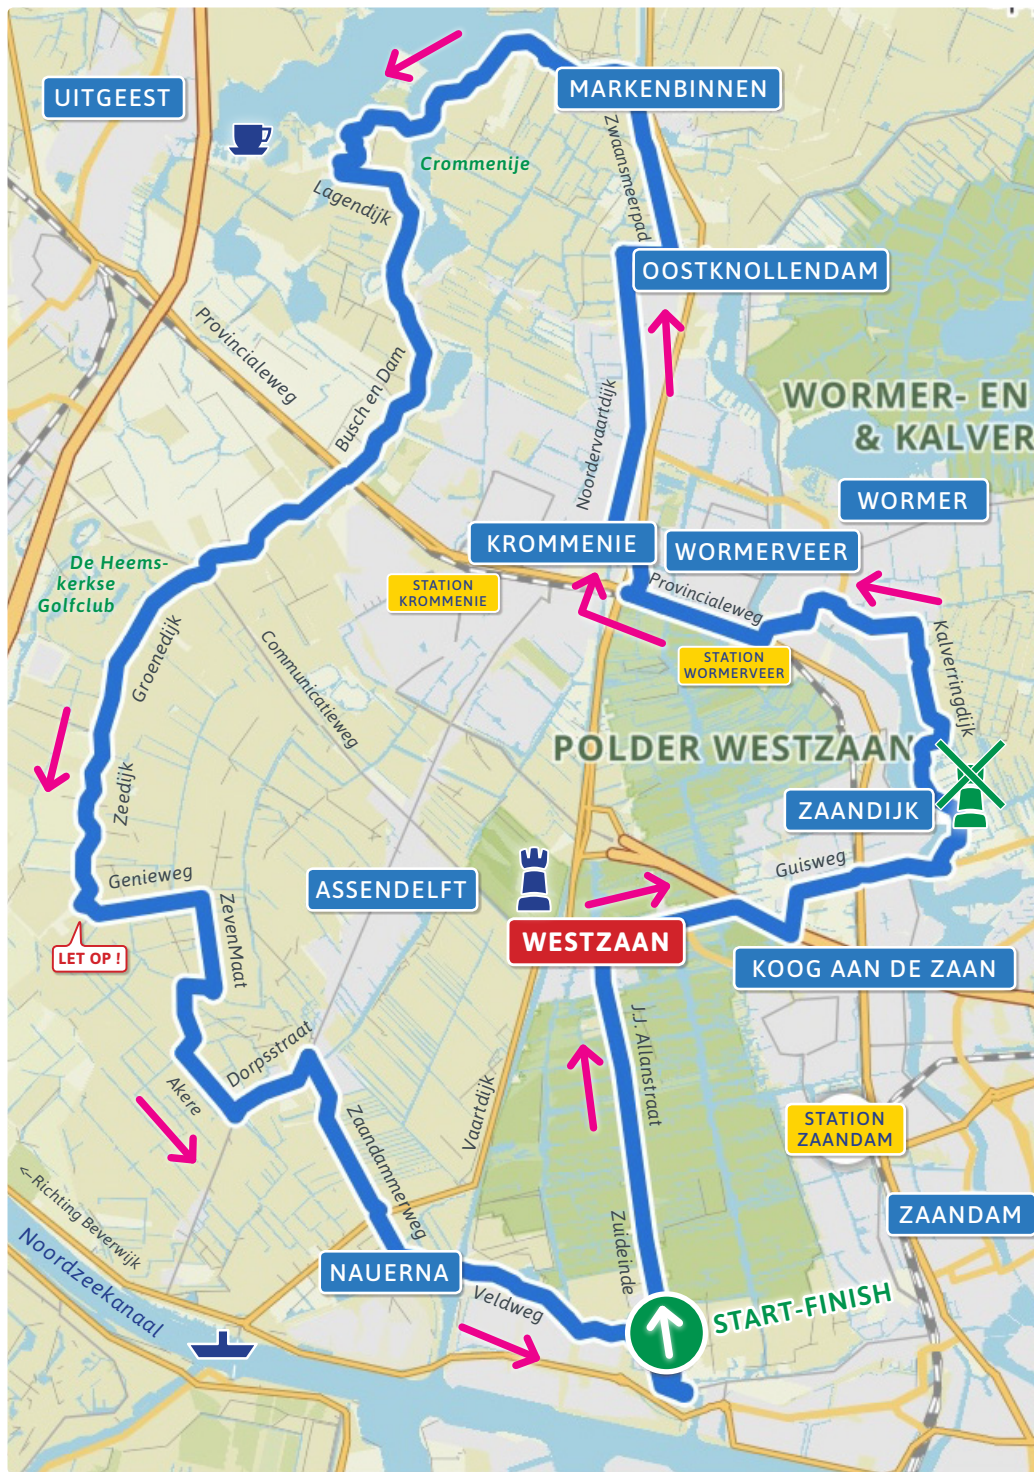 UITGEEST
MARKENBINNEN
Zwaansmeerpad
Crommenije
Lagendijk
OOSTKNOLLENDAM
Provincialeweg
Busch en Dam
Noordervaartdijk
WORMER- EN
& KALVER
WORMER
KROMMENIE
WORMERVEER
De Heems-
kerkse
Golfclub
STATION
KROMMENIE
Provincialeweg
Groenedijk
Communicatieweg
STATION
WORMERVEER
Kalverringdijk
POLDER WESTZAAN
Zeedijk
ZAANDIJK
Genieweg
ASSENDELFT
Guisweg
ZevenMaat
LET OP !
WESTZAAN
KOOG AAN DE ZAAN
Dorpsstraat
J.J. Allanstraat
Akere
Vaartdijk
Zaandammerweg
STATION
ZAANDAM
<-Richting Beverwijk
ZAANDAM
Noordzeekanaal
NAUERNA
Zuideinde
Veldweg
START-FINISH